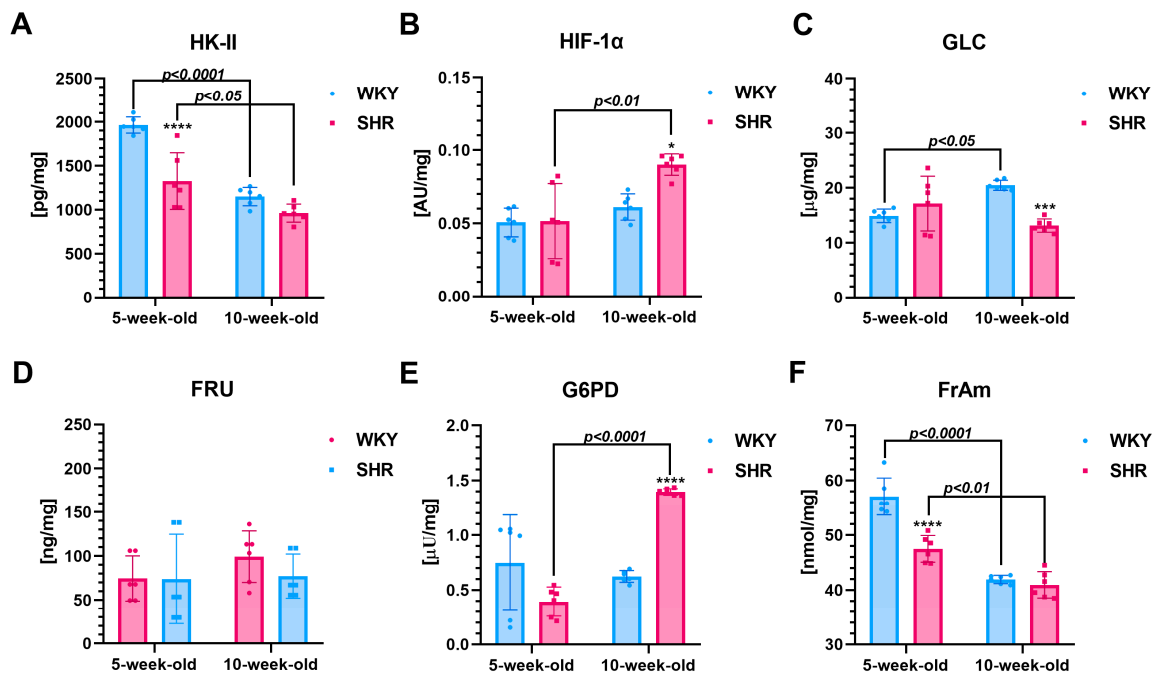 A
HK-II
[pg/mg]
2500
2000
1500
1000
500
0
p<0.0001
p<0.05
****
WKY
SHR
5-week-old
10-week-old
B
HIF-1α
[AU/mg]
0.15
0.10
0.05
0.00
p<0.01
*
WKY
SHR
5-week-old
10-week-old
C
GLC
[μg/mg]
40
30
20
10
0
p<0.05
***
WKY
SHR
5-week-old
10-week-old
D
FRU
[ng/mg]
250
200
150
100
50
0
WKY
SHR
5-week-old
10-week-old
E
G6PD
[μU/mg]
2.0
1.5
1.0
0.5
0.0
p<0.0001
****
WKY
SHR
5-week-old
10-week-old
F
FrAm
[nmol/mg]
70
60
50
40
30
p<0.0001
p<0.01
****
WKY
SHR
5-week-old
10-week-old